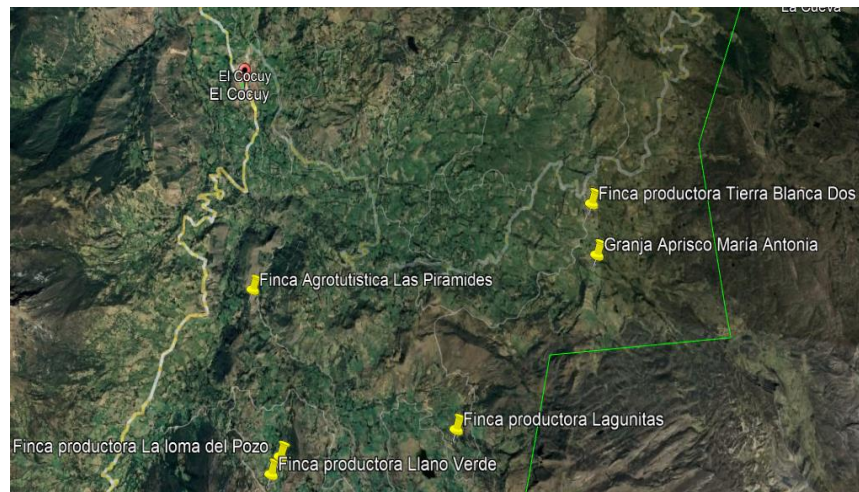 La Cueva
El Cocuy
El Cocuy
Finca productora Tierra Blanca Dos
Granja Aprisco María Antonia
Finca Agrotutistica Las Piramides
Finca productora Lagunitas
Finca productora La loma del Pozo
Finca productora Llano Verde